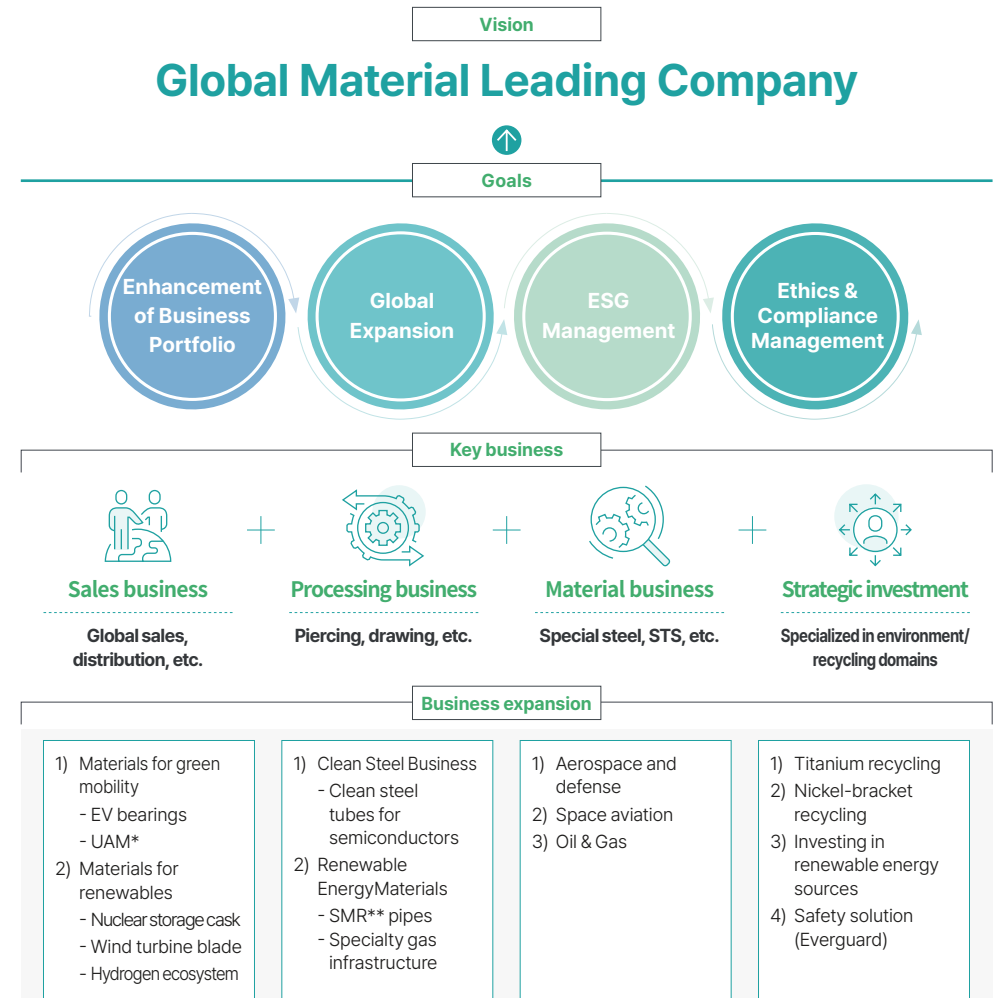 Vision
Global Material Leading Company
Goals
Enhancement
of Business
Portfolio
Global
Expansion
ESG
Management
Ethics &
Compliance
Management
Key business
Sales business
Global sales,
distribution, etc.
Processing business
Piercing, drawing, etc.
Material business
Special steel, STS, etc.
Strategic investment
Specialized in environment/
recycling domains
Business expansion
1) Materials for green
mobility
- EV bearings
- UAM*
2) Materials for
renewables
- Nuclear storage cask
- Wind turbine blade
- Hydrogen ecosystem
1) Clean Steel Business
- Clean steel
tubes for
semiconductors
2) Renewable
EnergyMaterials
- SMR** pipes
- Specialty gas
infrastructure
1) Aerospace and
defense
2) Space aviation
3) Oil & Gas
1) Titanium recycling
2) Nickel-bracket
recycling
3) Investing in
renewable energy
sources
4) Safety solution
(Everguard)